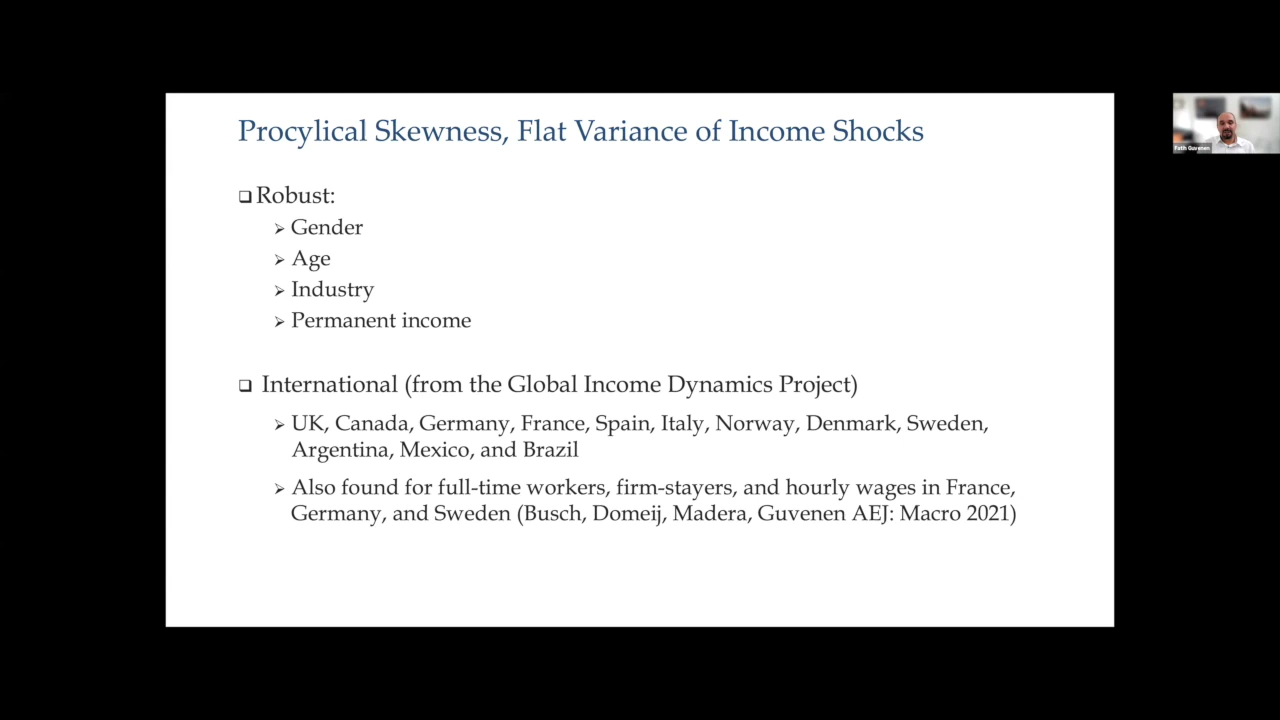 Procylical Skewness, Flat Variance of Income Shocks
Robust:
Gender
Age
Industry
Permanent income
International (from the Global Income Dynamics Project)
UK, Canada, Germany, France, Spain, Italy, Norway, Denmark, Sweden,
Argentina, Mexico, and Brazil
Also found for full-time workers, firm-stayers, and hourly wages in France,
Germany, and Sweden (Busch, Domeij, Madera, Guvenen AEJ: Macro 2021)
Fatih Guvenen